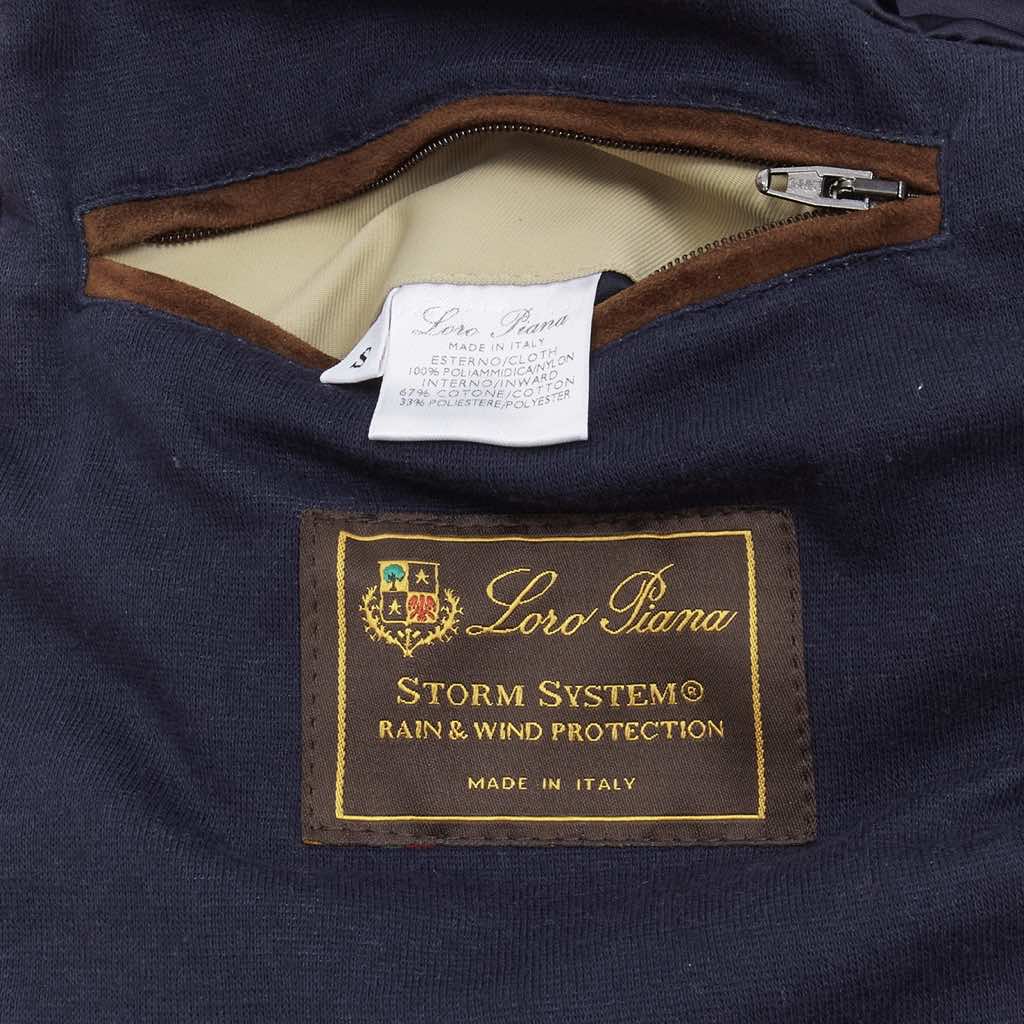 Loro Piana
MADE IN ITALY
ESTERNO/CLOTH
100% POLIAMMIDICA/NYLON
INTERNO/INWARD
67% COTONE/COTTON
33% POLIESTERE/POLYESTER
S
Loro Piana
STORM SYSTEM®
RAIN & WIND PROTECTION
MADE IN ITALY